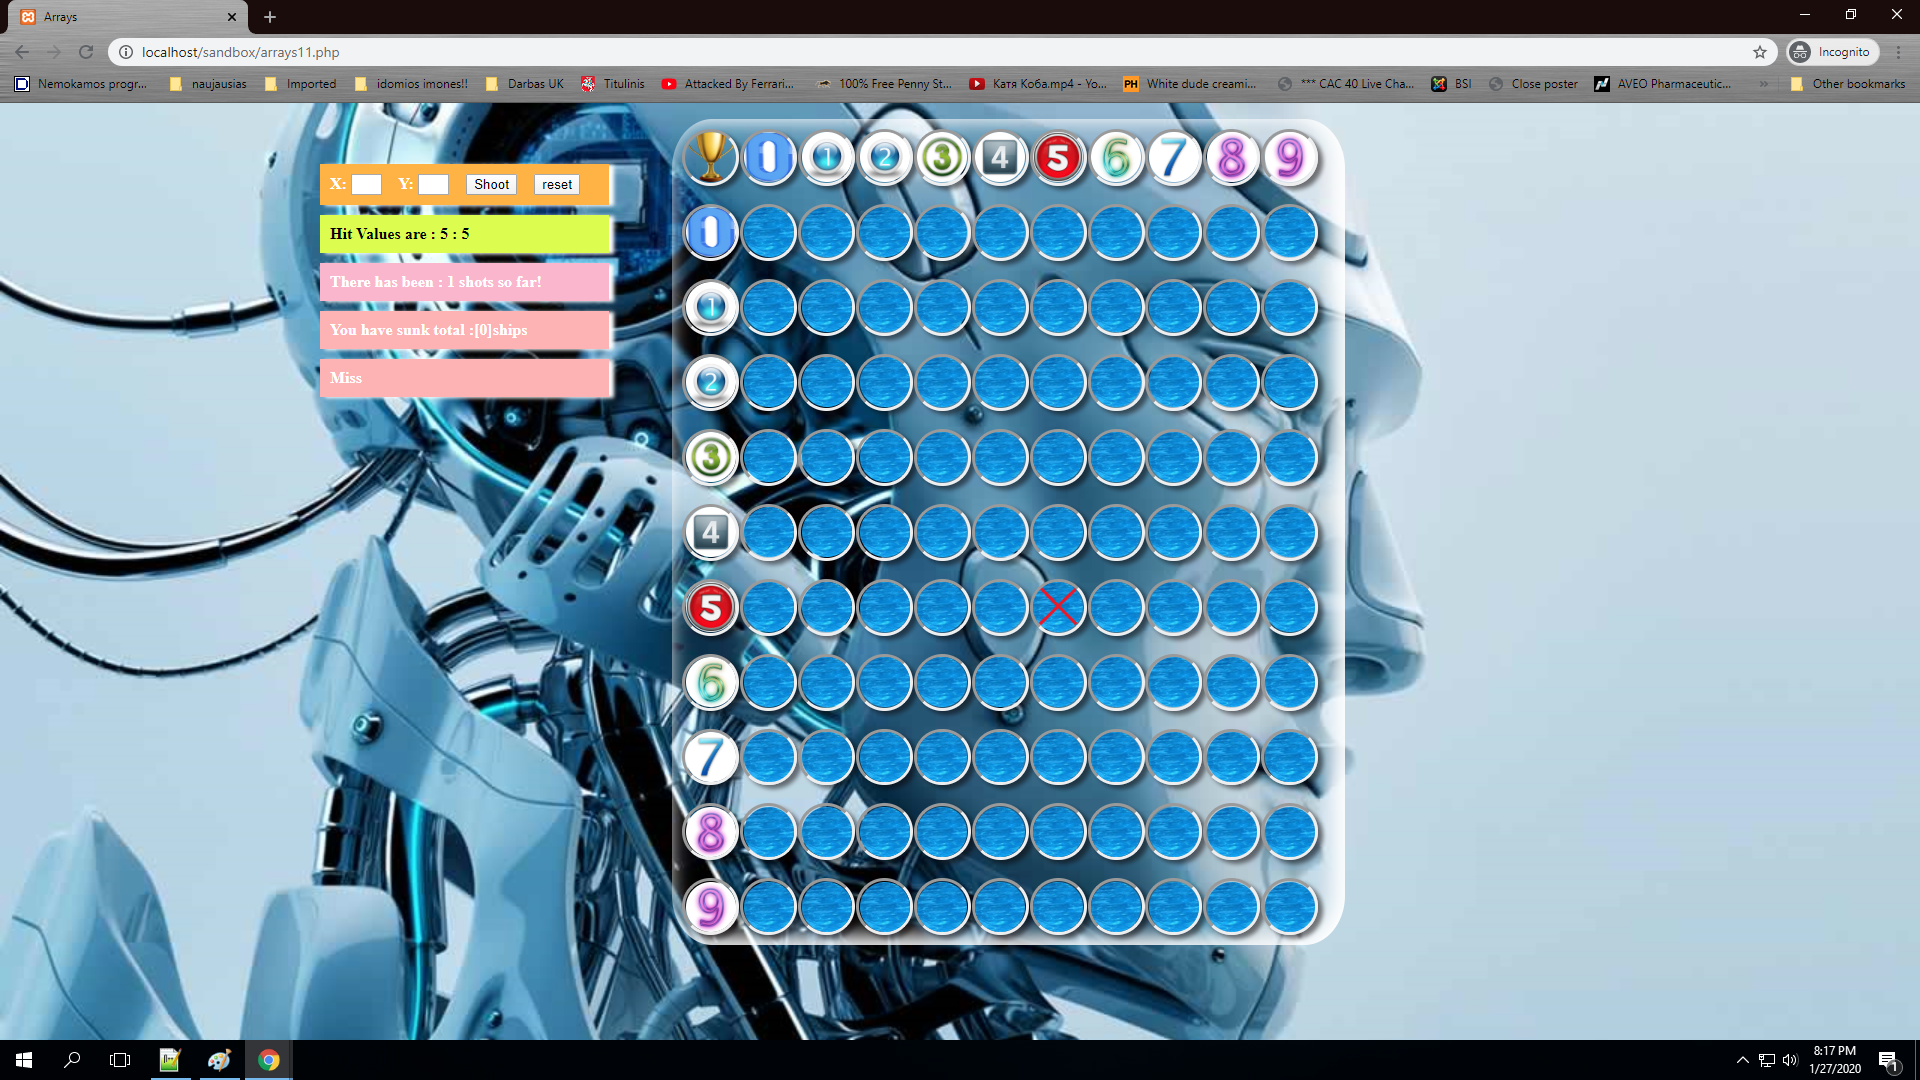 Arrays
localhost/sandbox/arrays11.php
Incognito
Nemokamos progr... naujausias Imported idomios imones!! Darbas UK Titulinis Attacked By Ferrari... 100% Free Penny St... Катя Коба.mp4 - Yo... PH White dude creami... *** CAC 40 Live Cha... BSI Close poster AVEO Pharmaceutic... » Other bookmarks
0 1 2 3 4 5 6 7 8 9
X: Y: Shoot reset
Hit Values are : 5 : 5
0
There has been : 1 shots so far!
1
You have sunk total :[0]ships
Miss
2
3
4
5
6
7
8
9
8:17 PM
1/27/2020
1